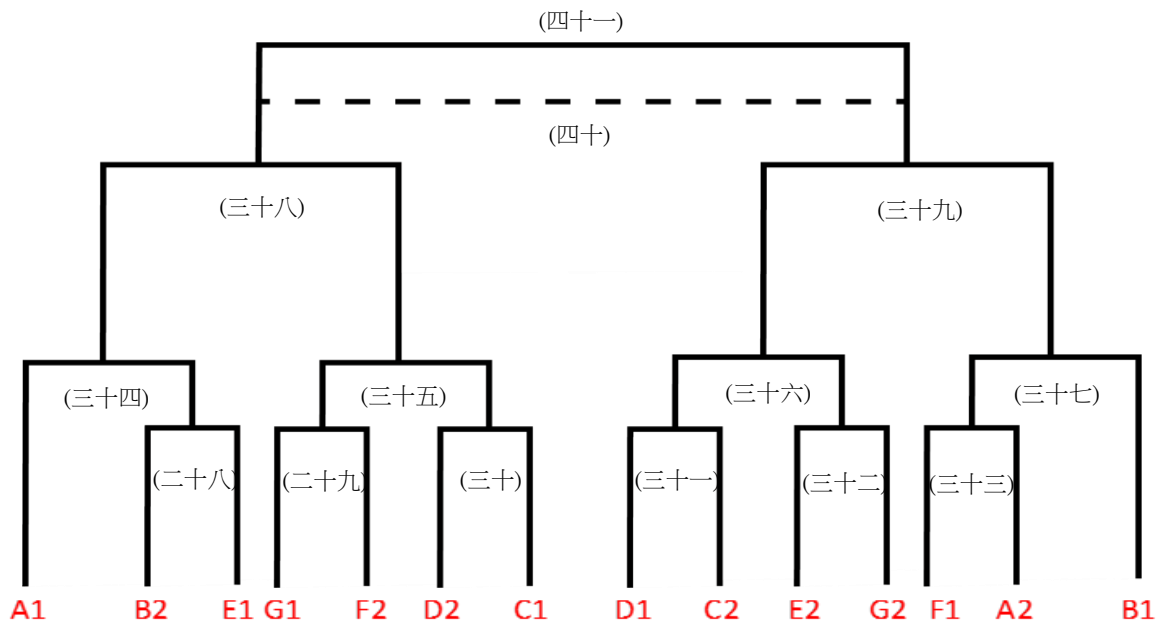 (四十一)
(四十)
(三十八)
(三十九)
(三十四)
(三十五)
(三十六)
(三十七)
(二十八)
(二十九)
(三十)
(三十一)
(三十二)
(三十三)
A1 B2 E1 G1 F2 D2 C1 D1 C2 E2 G2 F1 A2 B1